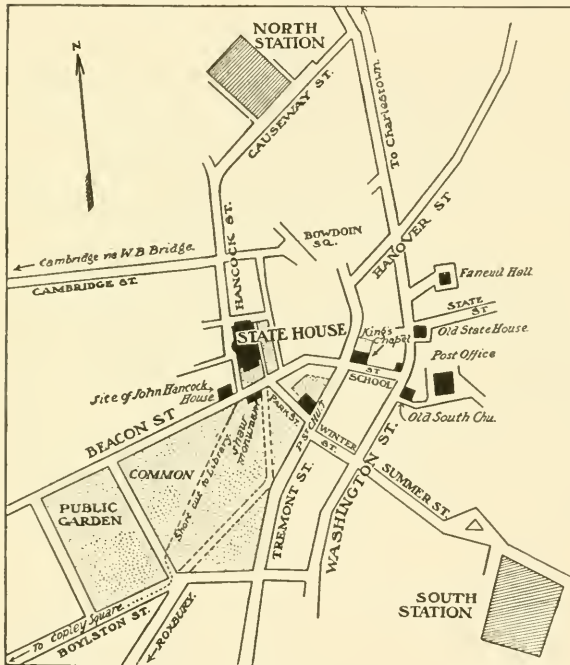 NORTH
STATION
N
CAUSEWAY ST.
To Charlestown.
HANOVER ST
BOWDOIN
SQ.
Cambridge via W.B Bridge.
CAMBRIDGE ST.
HANCOCK ST.
Faneuil Hall
STATE
ST
STATE HOUSE
King's
Chapel
Old State House
Post Office
SCHOOL ST
Site of John Hancock
House
PARK ST.
P. ST. CHUT
WINTER
ST.
Old South Chu.
BEACON ST
Shaw
monument
Short cut to Library
COMMON
PUBLIC
GARDEN
TREMONT ST.
WASHINGTON ST.
SUMMER ST.
SOUTH
STATION
To Copley Square
BOYLSTON ST.
ROXBURY.